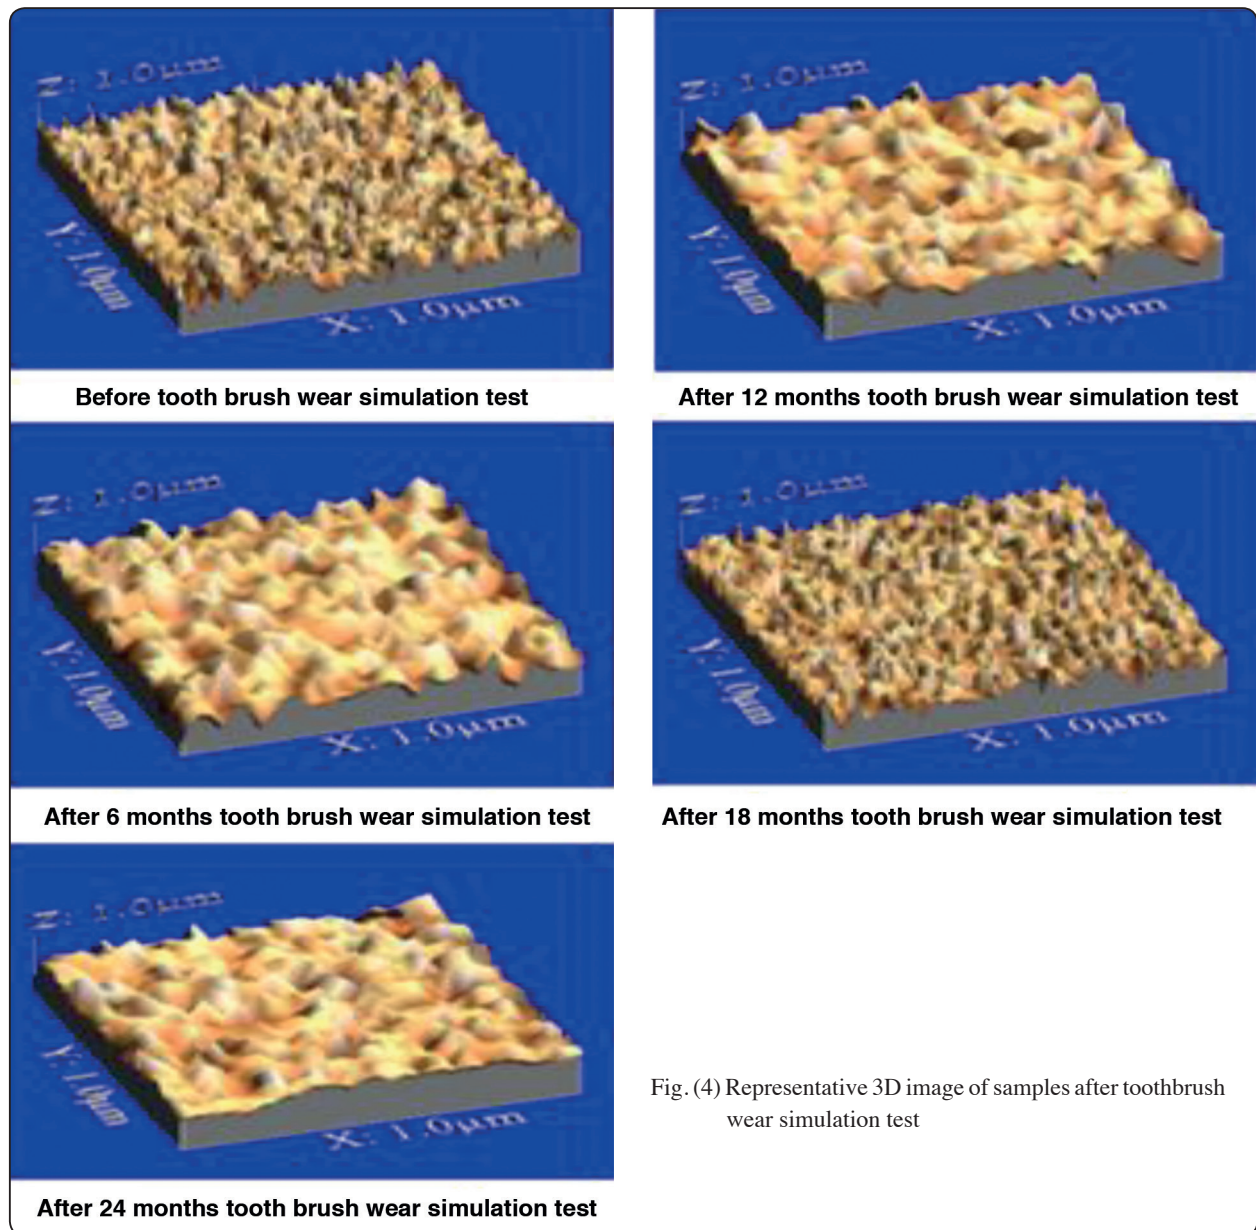 Z: 1.0μm
Y: 1.0μm
X: 1.0μm
Before tooth brush wear simulation test
Z: 1.0μm
Y: 1.0μm
X: 1.0μm
After 12 months tooth brush wear simulation test
Z: 1.0μm
Y: 1.0μm
X: 1.0μm
After 6 months tooth brush wear simulation test
Z: 1.0μm
Y: 1.0μm
X: 1.0μm
After 18 months tooth brush wear simulation test
Z: 1.0μm
Y: 1.0μm
X: 1.0μm
After 24 months tooth brush wear simulation test
Fig. (4) Representative 3D image of samples after toothbrush
wear simulation test